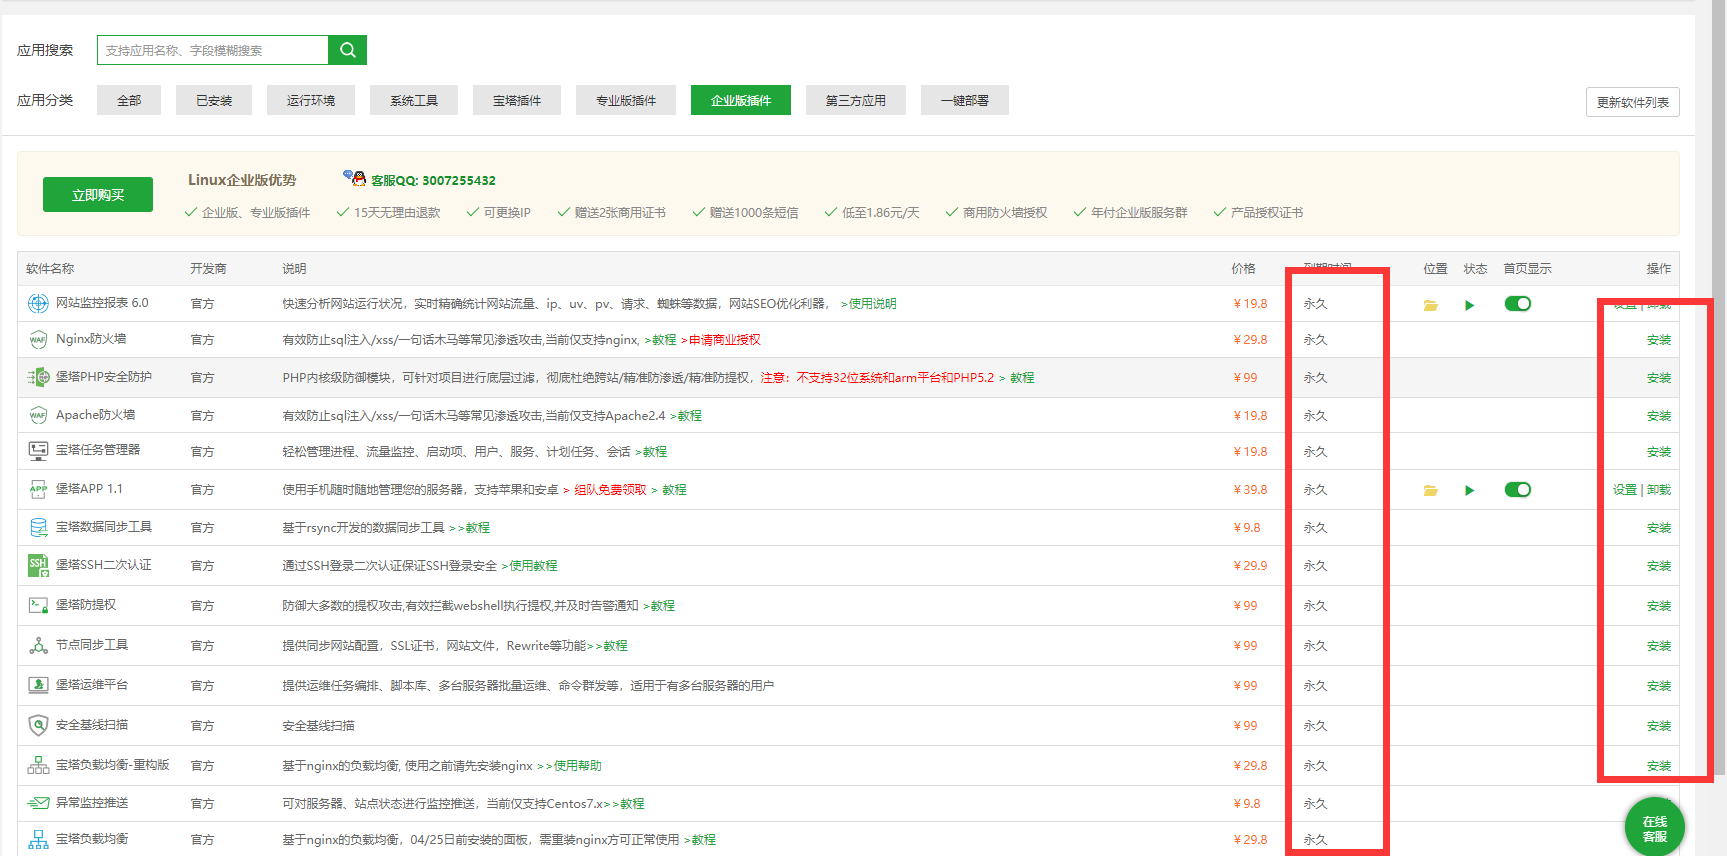 应用搜索 支持应用名称、字段模糊搜索
应用分类 全部 已安装 运行环境 系统工具 宝塔插件 专业版插件 企业版插件 第三方应用 一键部署 更新软件列表
立即购买 Linux企业版优势 客服QQ: 3007255432
企业版、专业版插件 15天无理由退款 可更换IP 赠送2张商用证书 赠送1000条短信 低至1.86元/天 商用防火墙授权 年付企业版服务群 产品授权证书
软件名称 开发商 说明 价格 到期时间 位置 状态 首页显示 操作
网站监控报表 6.0 官方 快速分析网站运行状况，实时精确统计网站流量、ip、uv、pv、请求、蜘蛛等数据，网站SEO优化利器， >使用说明 ￥19.8 永久 设置 | 卸载
WAF Nginx防火墙 官方 有效防止sql注入/xss/一句话木马等常见渗透攻击,当前仅支持nginx, >教程 >申请商业授权 ￥29.8 永久 安装
堡塔PHP安全防护 官方 PHP内核级防御模块，可针对项目进行底层过滤，彻底杜绝跨站/精准防渗透/精准防提权，注意：不支持32位系统和arm平台和PHP5.2 > 教程 ￥99 永久 安装
WAF Apache防火墙 官方 有效防止sql注入/xss/一句话木马等常见渗透攻击,当前仅支持Apache2.4 >教程 ￥19.8 永久 安装
宝塔任务管理器 官方 轻松管理进程、流量监控、启动项、用户、服务、计划任务、会话 >教程 ￥19.8 永久 安装
APP 堡塔APP 1.1 官方 使用手机随时随地管理您的服务器，支持苹果和安卓 > 组队免费领取 > 教程 ￥39.8 永久 设置 | 卸载
宝塔数据同步工具 官方 基于rsync开发的数据同步工具 >>教程 ￥9.8 永久 安装
SSH 堡塔SSH二次认证 官方 通过SSH登录二次认证保证SSH登录安全 >使用教程 ￥29.9 永久 安装
堡塔防提权 官方 防御大多数的提权攻击,有效拦截webshell执行提权,并及时告警通知 >教程 ￥99 永久 安装
节点同步工具 官方 提供同步网站配置，SSL证书，网站文件，Rewrite等功能>>教程 ￥99 永久 安装
堡塔运维平台 官方 提供运维任务编排、脚本库、多台服务器批量运维、命令群发等，适用于有多台服务器的用户 ￥99 永久 安装
安全基线扫描 官方 安全基线扫描 ￥99 永久 安装
宝塔负载均衡-重构版 官方 基于nginx的负载均衡, 使用之前请先安装nginx >>使用帮助 ￥29.8 永久 安装
异常监控推送 官方 可对服务器、站点状态进行监控推送，当前仅支持Centos7.x>>教程 ￥9.8 永久
宝塔负载均衡 官方 基于nginx的负载均衡，04/25日前安装的面板，需重装nginx方可正常使用 >教程 ￥29.8 永久
在线
客服